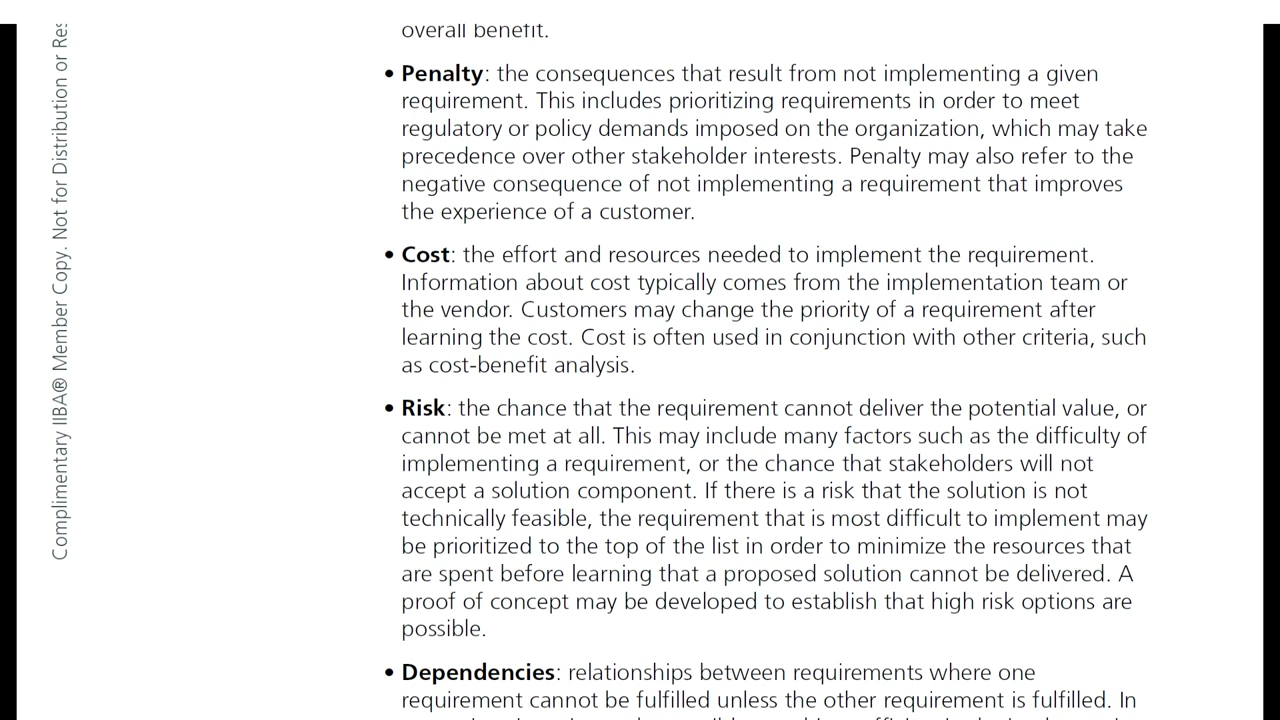 overall benefit.
• Penalty: the consequences that result from not implementing a given
requirement. This includes prioritizing requirements in order to meet
regulatory or policy demands imposed on the organization, which may take
precedence over other stakeholder interests. Penalty may also refer to the
negative consequence of not implementing a requirement that improves
the experience of a customer.
• Cost: the effort and resources needed to implement the requirement.
Information about cost typically comes from the implementation team or
the vendor. Customers may change the priority of a requirement after
learning the cost. Cost is often used in conjunction with other criteria, such
as cost-benefit analysis.
• Risk: the chance that the requirement cannot deliver the potential value, or
cannot be met at all. This may include many factors such as the difficulty of
implementing a requirement, or the chance that stakeholders will not
accept a solution component. If there is a risk that the solution is not
technically feasible, the requirement that is most difficult to implement may
be prioritized to the top of the list in order to minimize the resources that
are spent before learning that a proposed solution cannot be delivered. A
proof of concept may be developed to establish that high risk options are
possible.
• Dependencies: relationships between requirements where one
requirement cannot be fulfilled unless the other requirement is fulfilled. In
Complimentary IIBA® Member Copy. Not for Distribution or